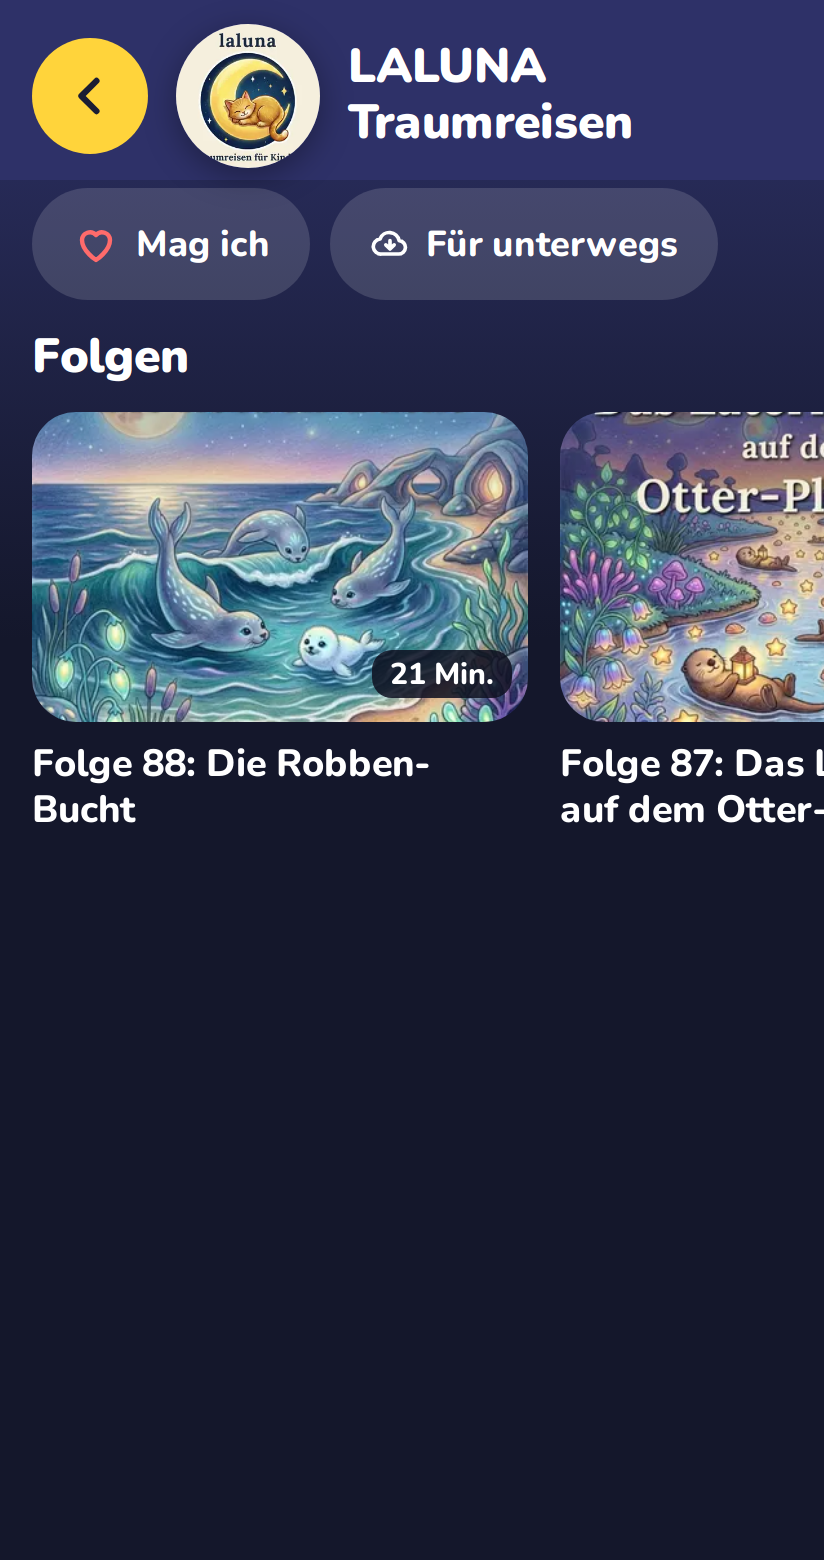 laluna
LALUNA
Traumreisen
Mag ich
Für unterwegs
Folgen
auf
Otter-Pl
21 Min.
Folge 88: Die Robben-
Bucht
Folge 87: Das L
auf dem Otter-